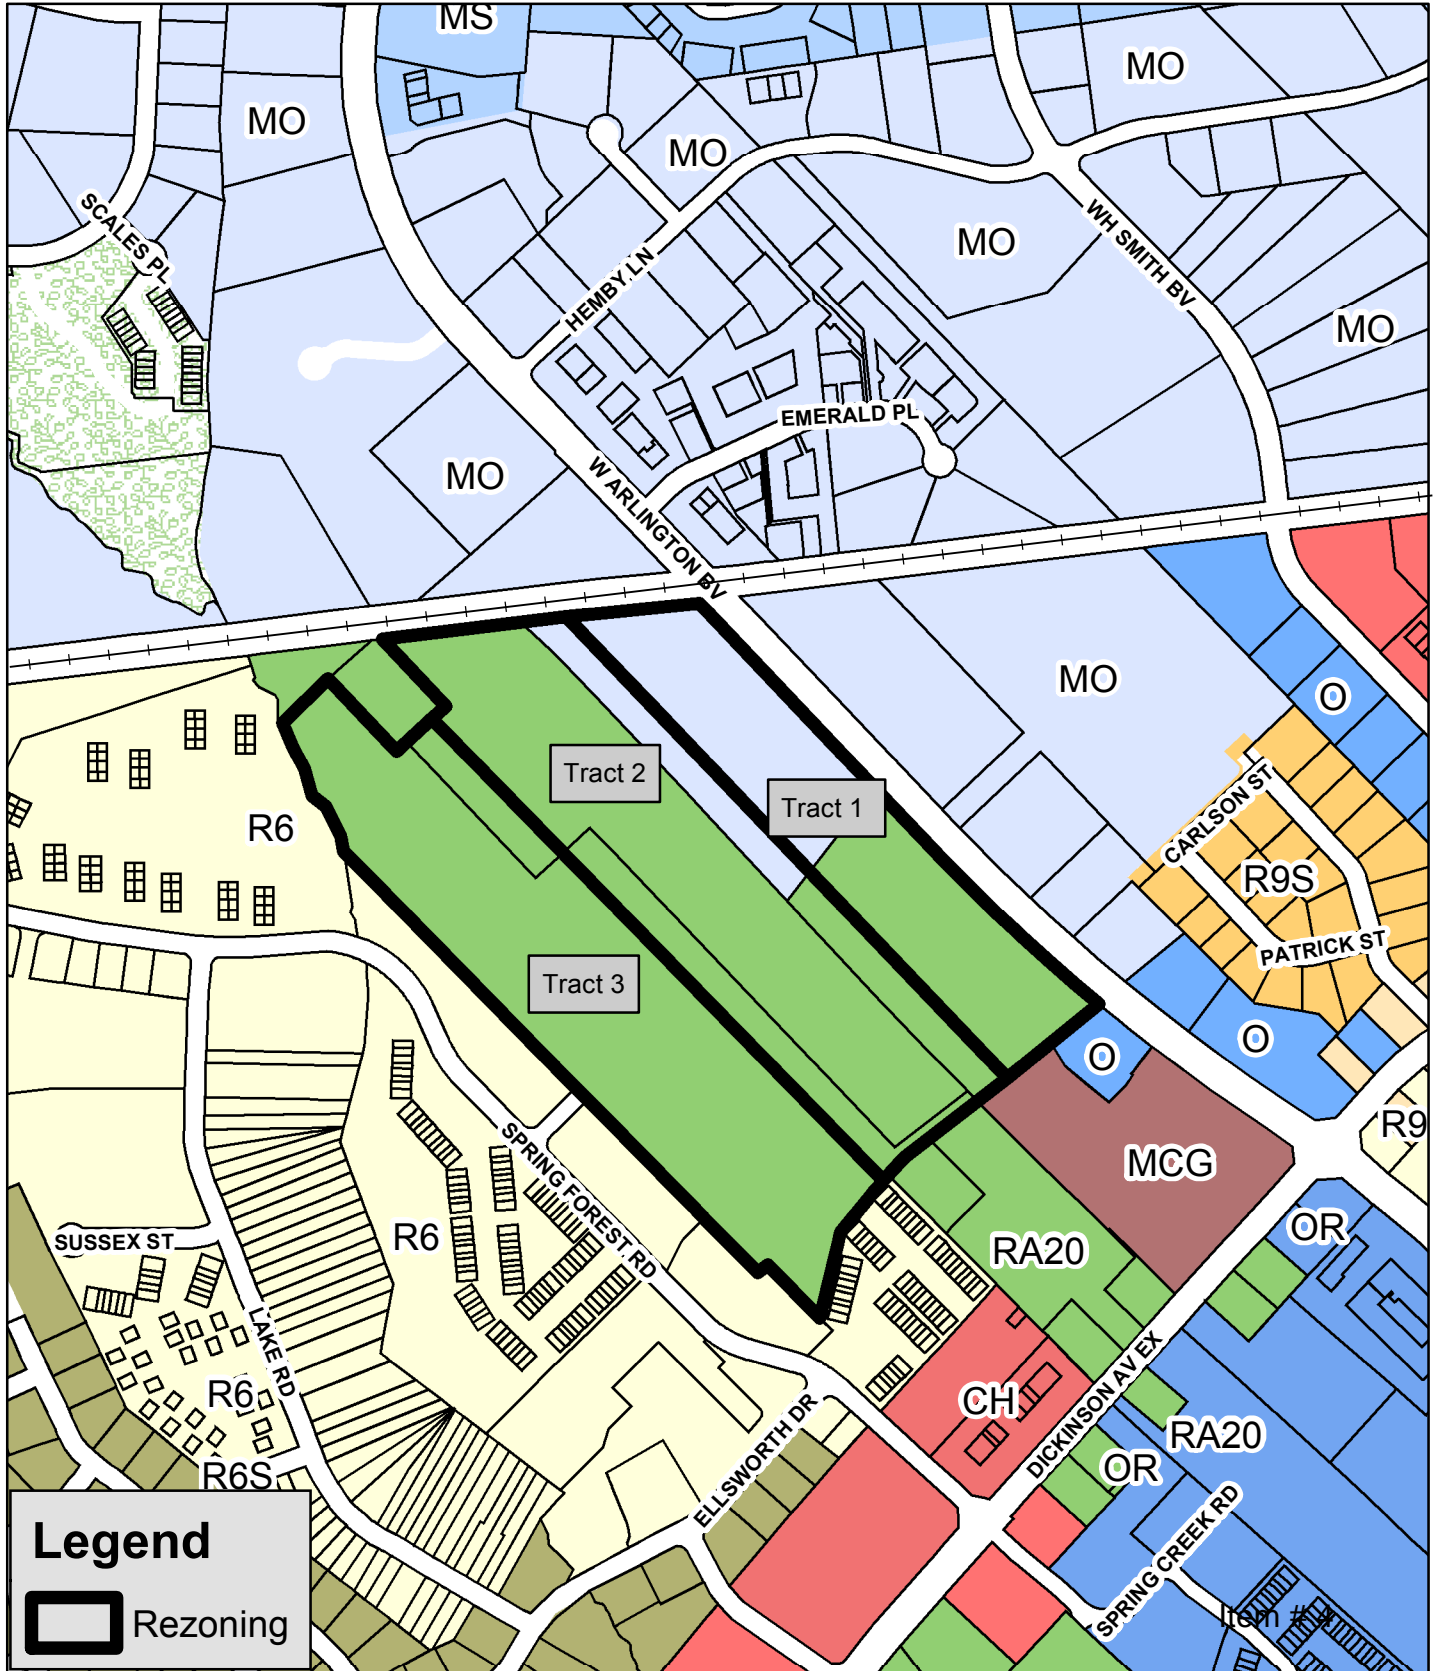 MS
MO
MO
MO
SCALES PL
WH SMITH BV
MO
HEMBY LN
MO
EMERALD PL
MO
W ARLINGTON BV
MO
O
Tract 2
Tract 1
CARLSON ST
R6
R9S
PATRICK ST
Tract 3
O
O
R9
SPRING FOREST RD
MCG
SUSSEX ST
R6
OR
RA20
LAKE RD
R6
CH
DICKINSON AV EX
RA20
ELLSWORTH DR
OR
R6S
SPRING CREEK RD
Legend
Rezoning
Item # 4